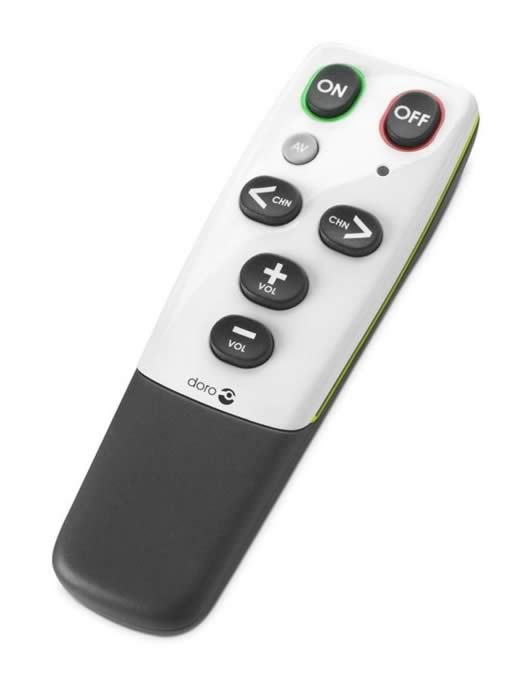 ON
OFF
AV
< CHN
CHN >
+
VOL
−
VOL
doro